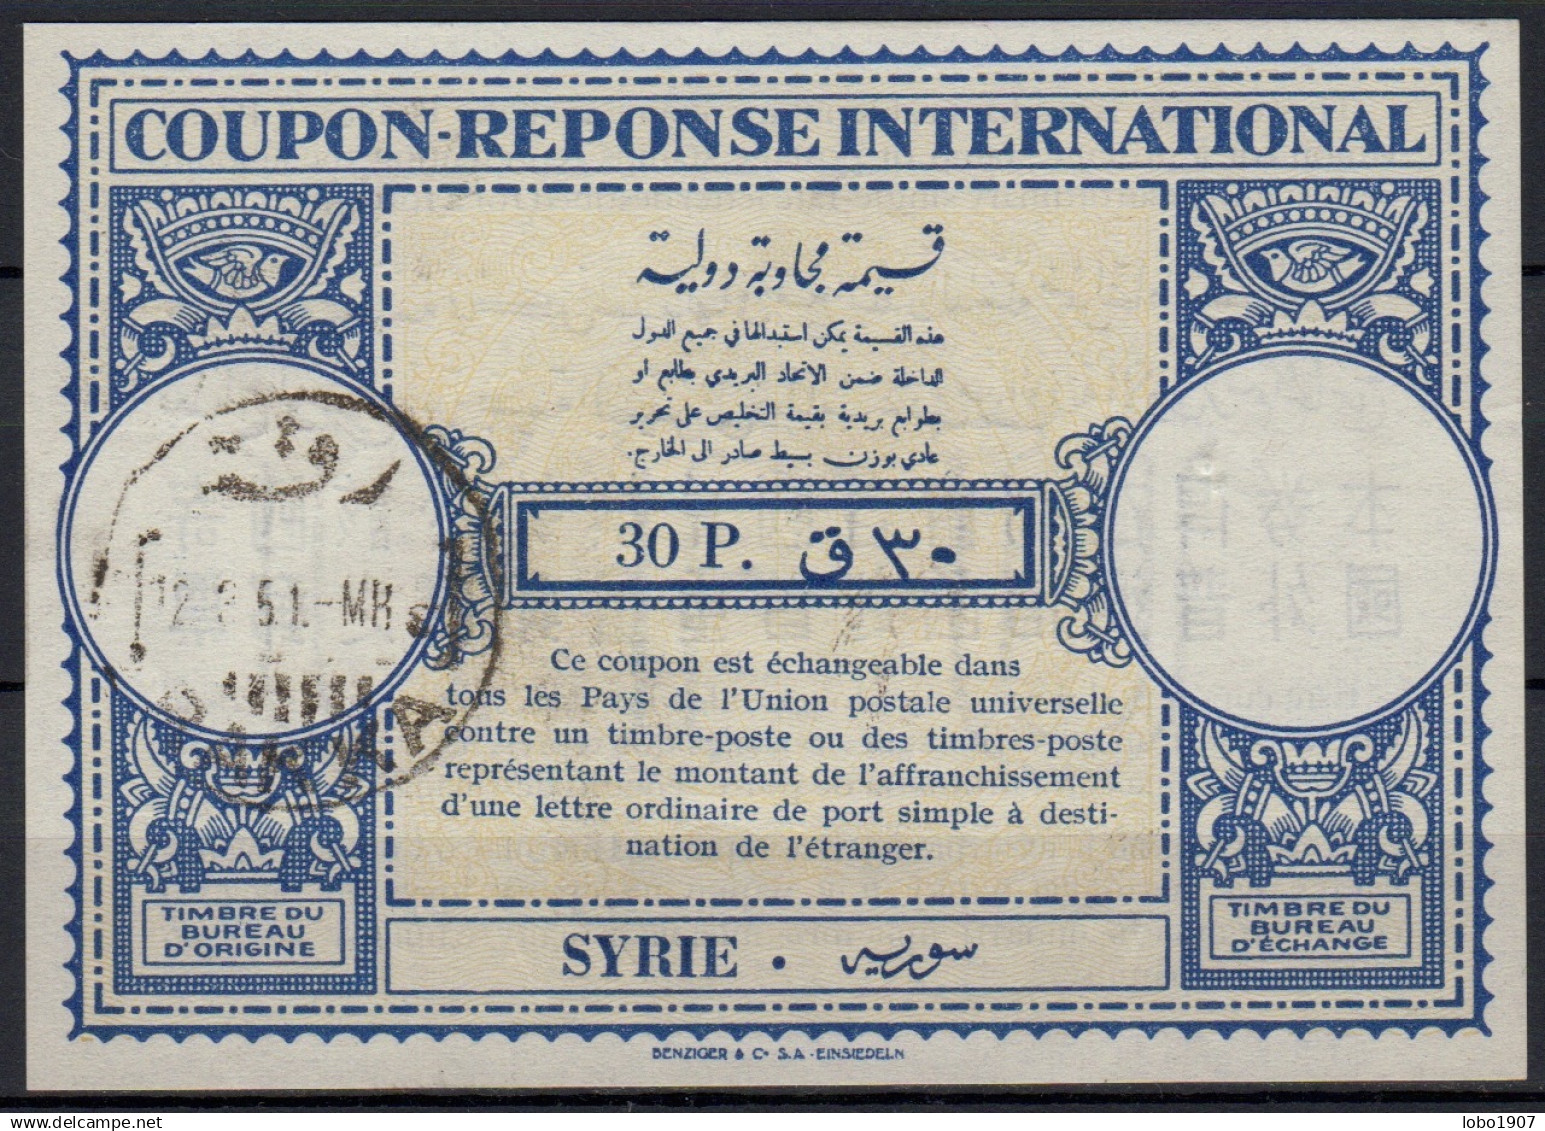 COUPON-REPONSE INTERNATIONAL
قسيمة مجاوبة دولية
هذه القسيمة يمكن استبدالها في جميع الدول
الداخلة ضمن الاتحاد البريدي بطابع او
بطوابع بريدية بقيمة التخليص على تحرير
عادي بوزن بسيط صادر الى الخارج.
30 P. ٣٠ ق
Ce coupon est échangeable dans
tous les Pays de l'Union postale universelle
contre un timbre-poste ou des timbres-poste
représentant le montant de l'affranchissement
d'une lettre ordinaire de port simple à desti-
nation de l'étranger.
51.-MR
TIMBRE DU
BUREAU
D'ORIGINE
SYRIE • سورية
TIMBRE DU
BUREAU
D'ÉCHANGE
BENZIGER & Co S.A.-EINSIEDELN
lobo1907